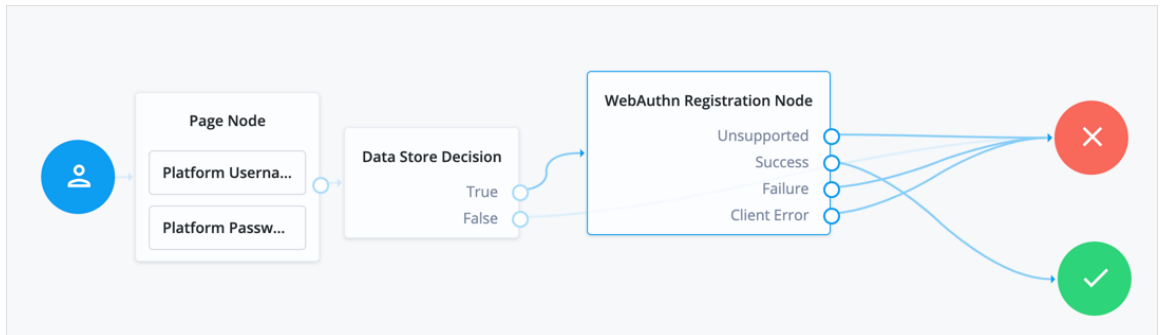 Page Node
Platform Userna...
Platform Passw...
Data Store Decision
True
False
WebAuthn Registration Node
Unsupported
Success
Failure
Client Error